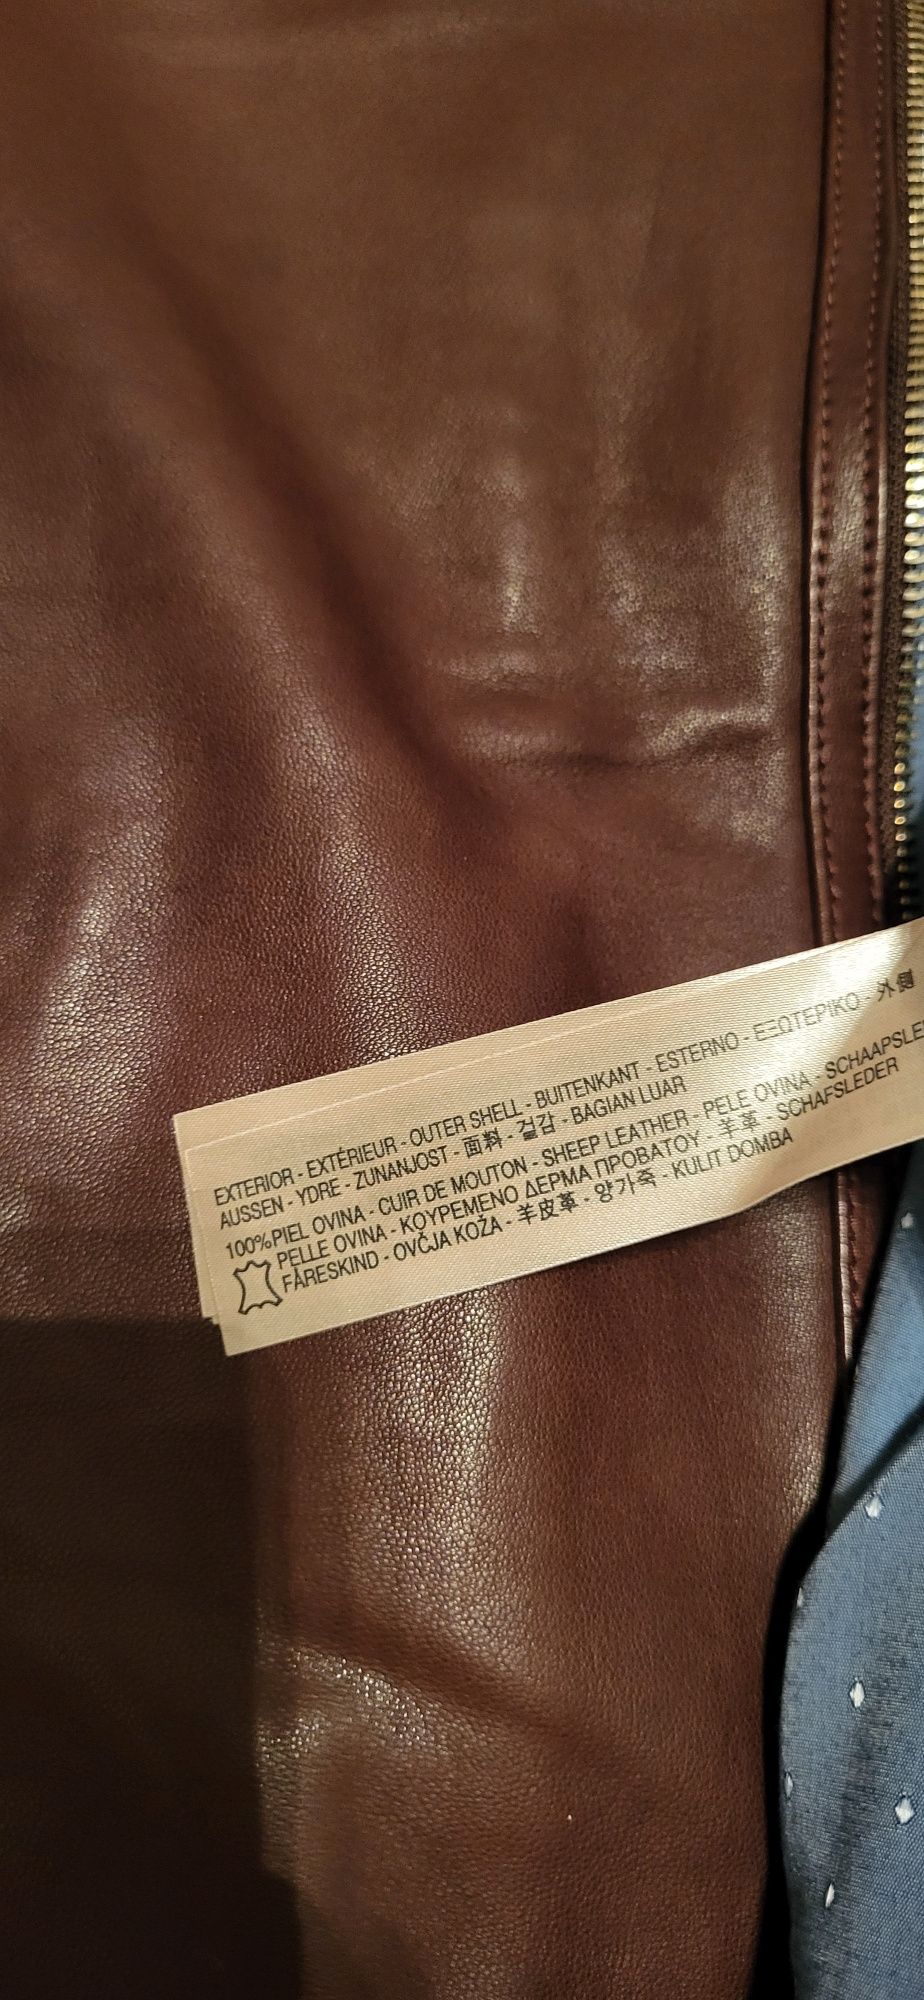 EXTERIOR - EXTÉRIEUR - OUTER SHELL - BUITENKANT - ESTERNO - ΕΞΩΤΕΡΙΚΟ - 外側
AUSSEN - YDRE - ZUNANJOST - 面料 - 겉감 - BAGIAN LUAR
100%PIEL OVINA - CUIR DE MOUTON - SHEEP LEATHER - PELE OVINA - SCHAAPSLE
PELLE OVINA - ΚΟΥΡΕΜΕΝΟ ΔΕΡΜΑ ΠΡΟΒΑΤΟΥ - 羊革 - SCHAFSLEDER
FÅRESKIND - OVČJA KOŽA - 羊皮革 - 양가죽 - KULIT DOMBA